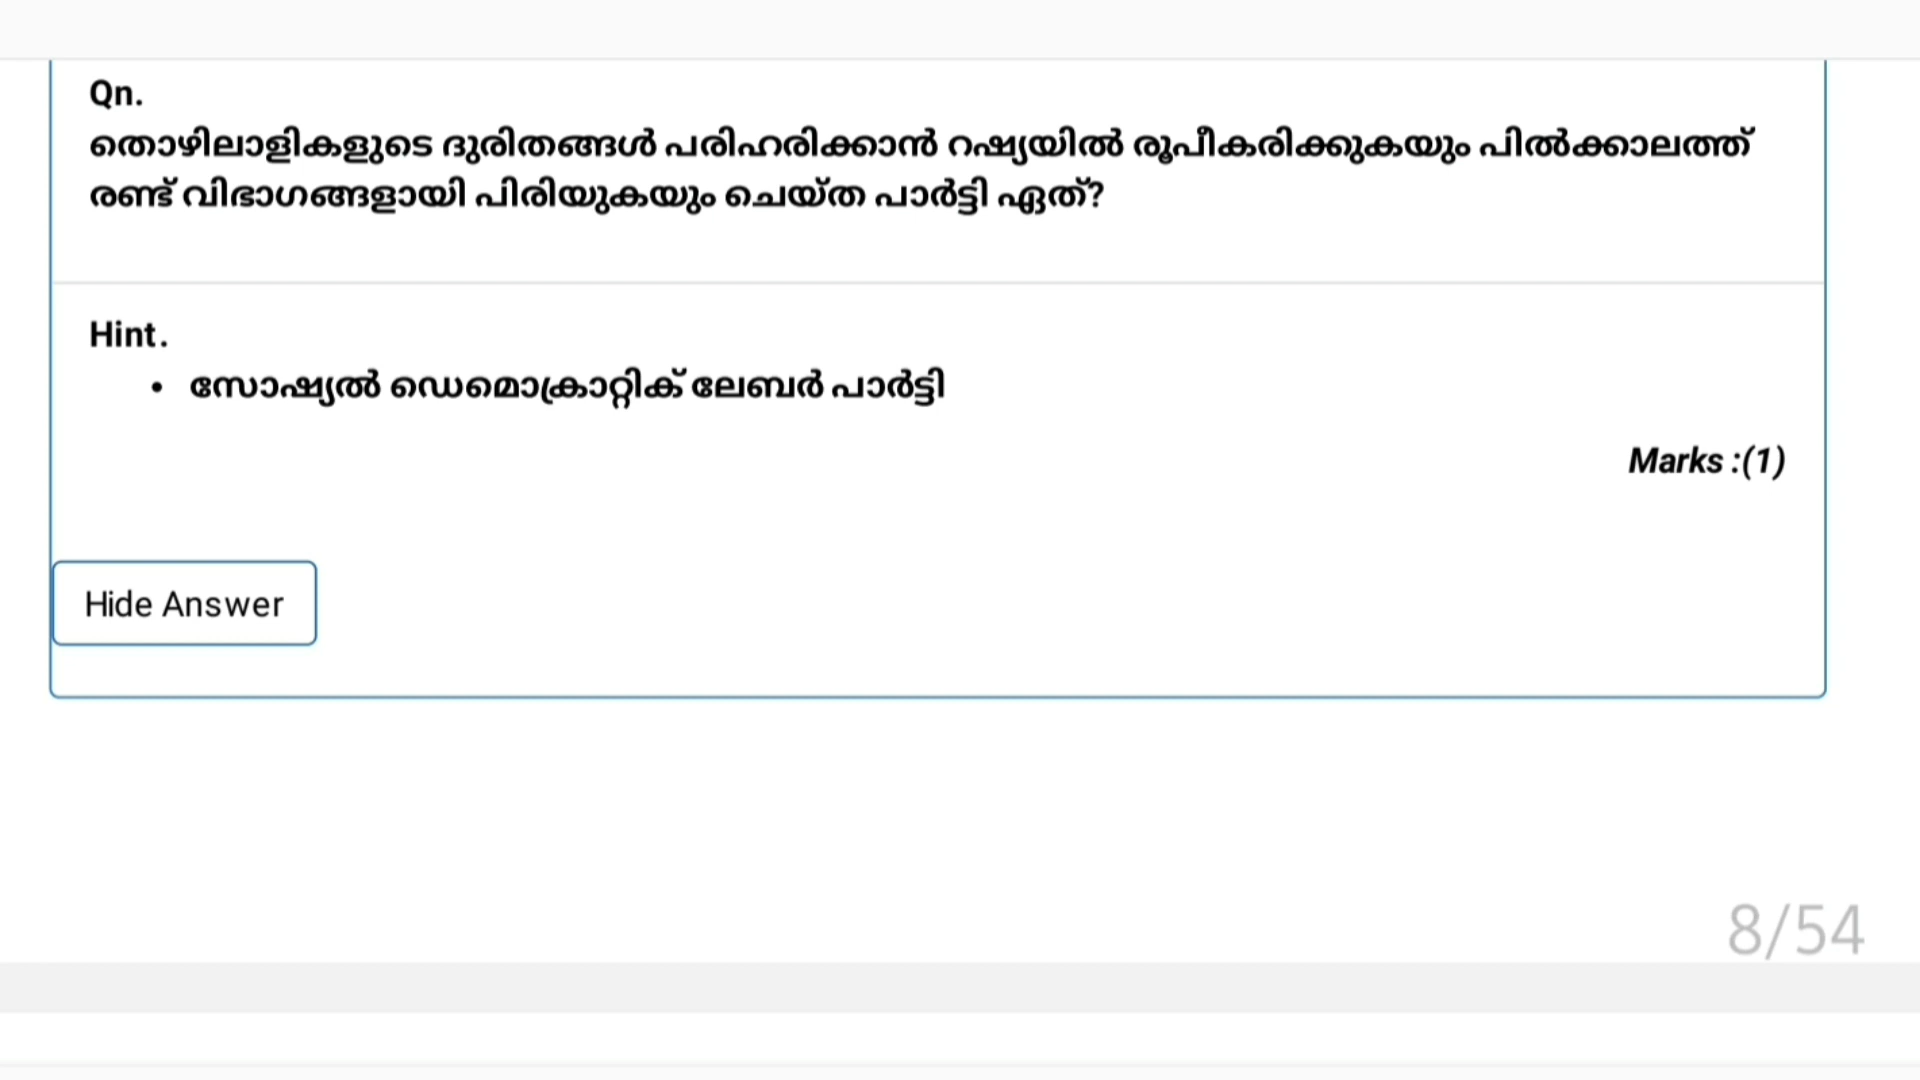 Qn.
തൊഴിലാളികളുടെ ദുരിതങ്ങൾ പരിഹരിക്കാൻ റഷ്യയിൽ രൂപീകരിക്കുകയും പിൽക്കാലത്ത്
രണ്ട് വിഭാഗങ്ങളായി പിരിയുകയും ചെയ്ത പാർട്ടി ഏത്?
Hint.
• സോഷ്യൽ ഡെമൊക്രാറ്റിക് ലേബർ പാർട്ടി
Marks :(1)
Hide Answer
8/54